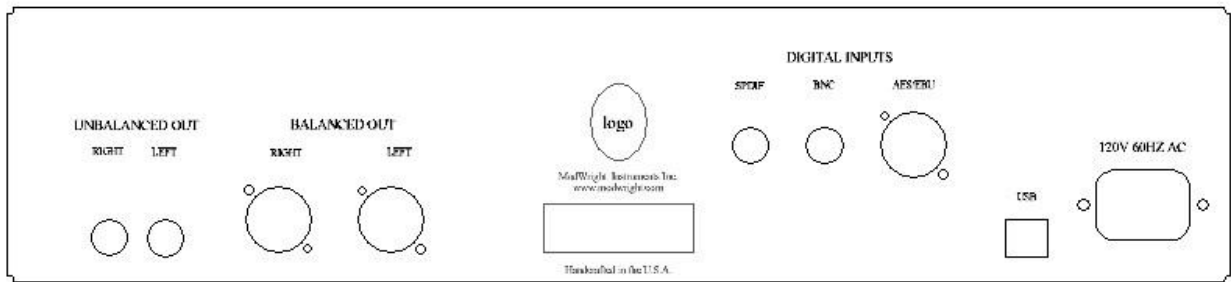 UNBALANCED OUT
RIGHT LEFT
BALANCED OUT
RIGHT LEFT
logo
ModWright Instruments Inc.
www.modwright.com
Handcrafted in the U.S.A.
DIGITAL INPUTS
SPDIF BNC AES/EBU
USB
120V 60HZ AC